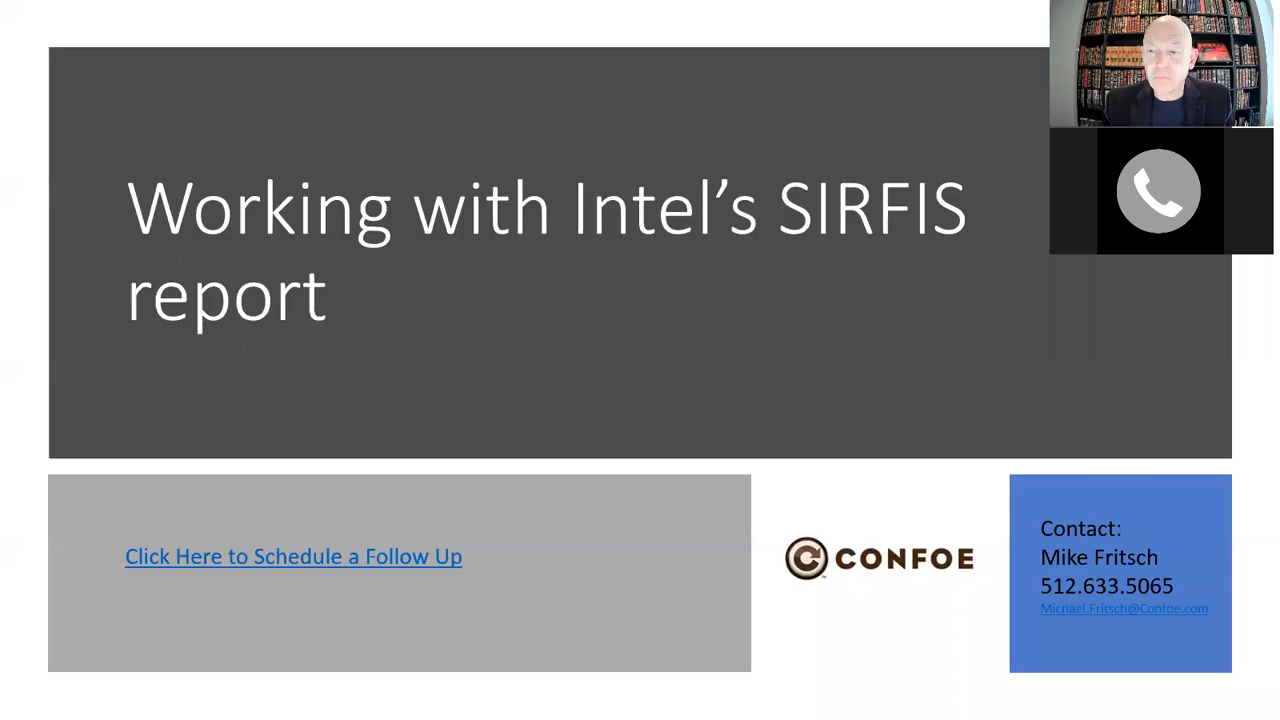 Working with Intel’s SIRFIS
report
Click Here to Schedule a Follow Up
CONFOE
Contact:
Mike Fritsch
512.633.5065
Michael.Fritsch@Confoe.com